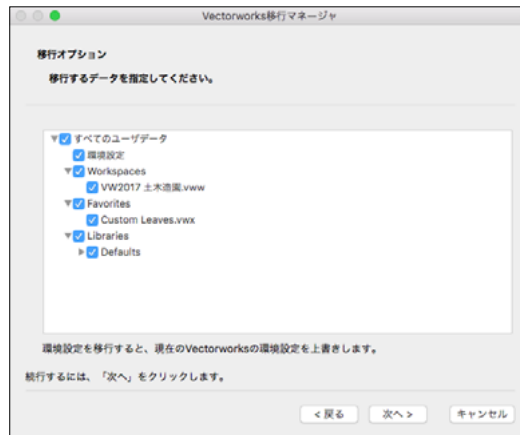 Vectorworks移行マネージャ
移行オプション
移行するデータを指定してください。
すべてのユーザデータ
環境設定
Workspaces
VW2017 土木造園.vww
Favorites
Custom Leaves.vwx
Libraries
Defaults
環境設定を移行すると、現在のVectorworksの環境設定を上書きします。
続行するには、「次へ」をクリックします。
<戻る 次へ> キャンセル